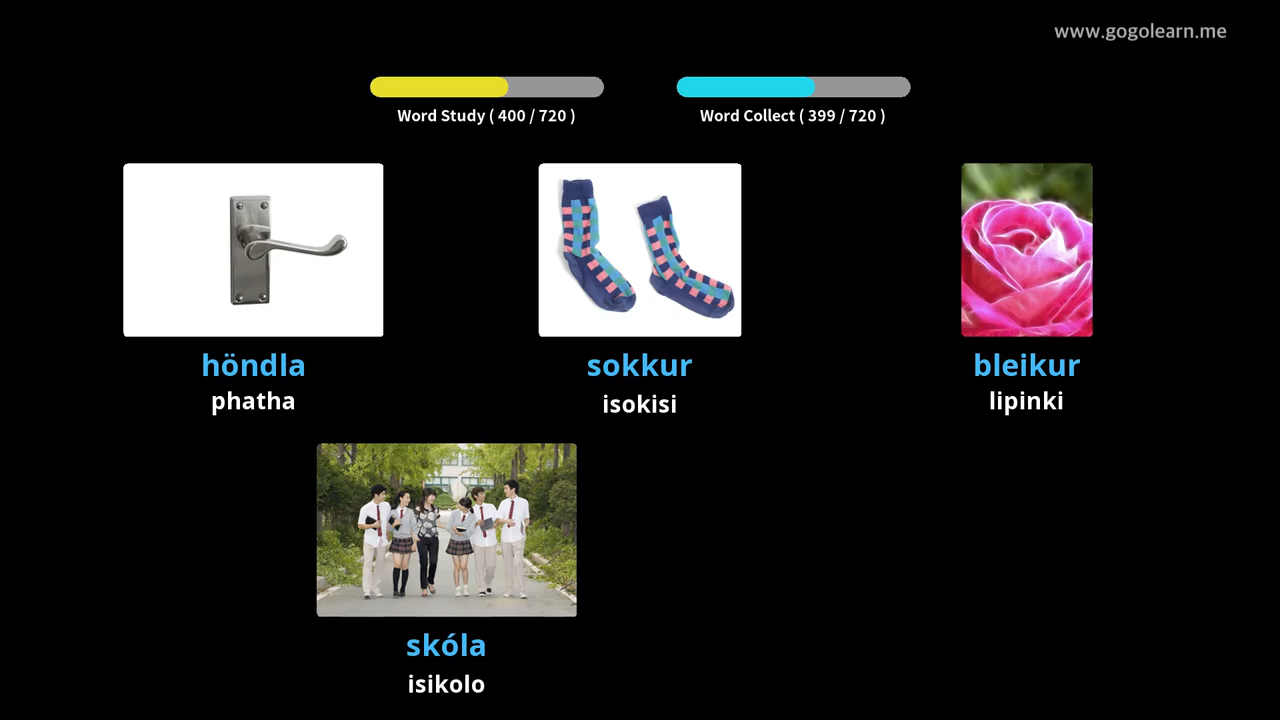 www.gogolearn.me
Word Study ( 400 / 720 )
Word Collect ( 399 / 720 )
höndla
phatha
sokkur
isokisi
bleikur
lipinki
skóla
isikolo